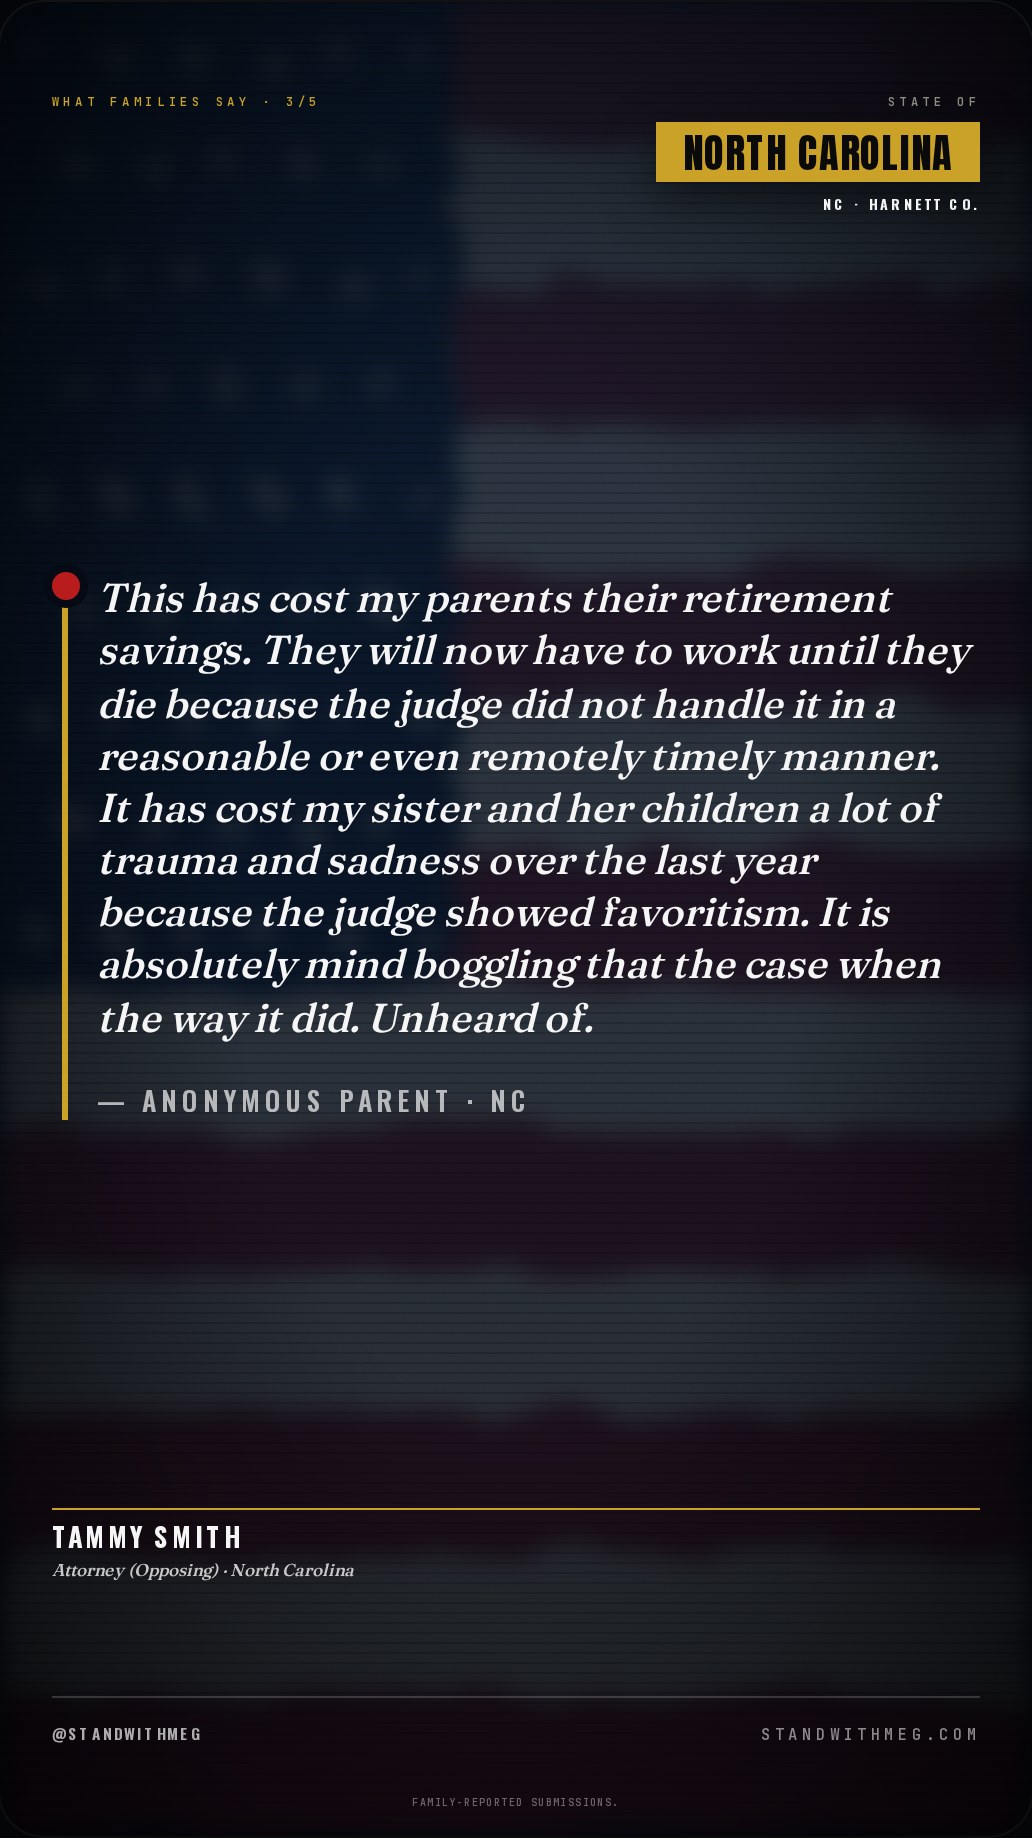 WHAT FAMILIES SAY · 3/5
STATE OF
NORTH CAROLINA
NC · HARNETT CO.
This has cost my parents their retirement
savings. They will now have to work until they
die because the judge did not handle it in a
reasonable or even remotely timely manner.
It has cost my sister and her children a lot of
trauma and sadness over the last year
because the judge showed favoritism. It is
absolutely mind boggling that the case when
the way it did. Unheard of.
— ANONYMOUS PARENT · NC
TAMMY SMITH
Attorney (Opposing) · North Carolina
@STANDWITHMEG
STANDWITHMEG.COM
FAMILY-REPORTED SUBMISSIONS.